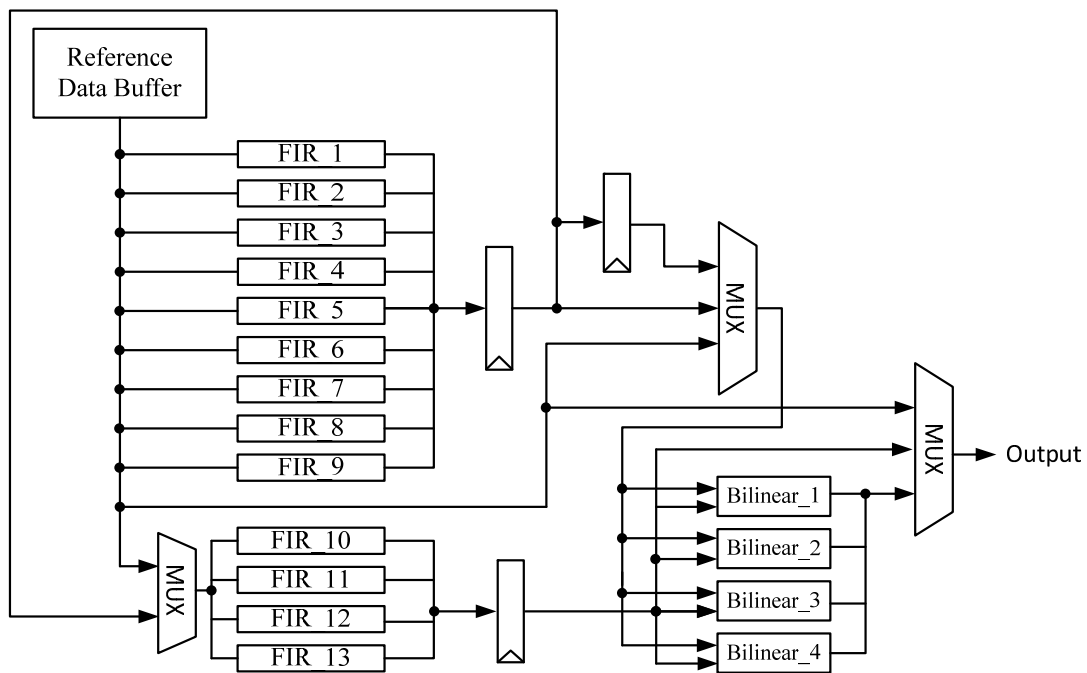 Reference
Data Buffer
FIR_1
FIR_2
FIR_3
FIR_4
FIR_5
FIR_6
FIR_7
FIR_8
FIR_9
MUX
MUX
Output
Bilinear_1
Bilinear_2
Bilinear_3
Bilinear_4
MUX
FIR_10
FIR_11
FIR_12
FIR_13